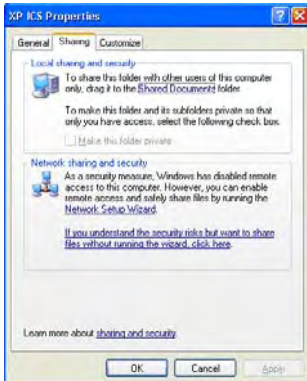 XP ICS Properties
General Sharing Customize
Local sharing and security
To share this folder with other users of this computer
only, drag it to the Shared Documents folder.
To make this folder and its subfolders private so that
only you have access, select the following check box.
Make this folder private
Network sharing and security
As a security measure, Windows has disabled remote
access to this computer. However, you can enable
remote access and safely share files by running the
Network Setup Wizard.
If you understand the security risks but want to share
files without running the wizard, click here.
Learn more about sharing and security.
OK Cancel Apply